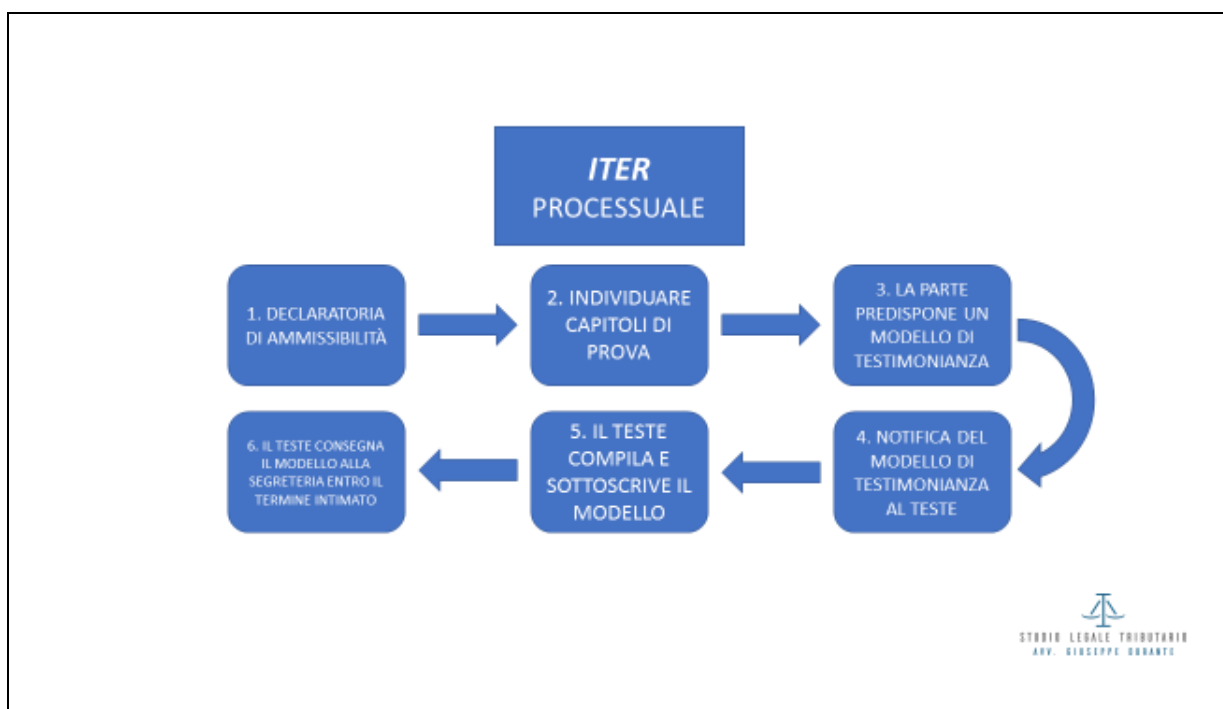 ITER
PROCESSUALE
1. DECLARATORIA
DI AMMISSIBILITÀ
2. INDIVIDUARE
CAPITOLI DI
PROVA
3. LA PARTE
PREDISPONE UN
MODELLO DI
TESTIMONIANZA
4. NOTIFICA DEL
MODELLO DI
TESTIMONIANZA
AL TESTE
5. IL TESTE
COMPILA E
SOTTOSCRIVE IL
MODELLO
6. IL TESTE CONSEGNA
IL MODELLO ALLA
SEGRETERIA ENTRO IL
TERMINE INTIMATO
STUDIO LEGALE TRIBUTARIO
AVV. GIUSEPPE DURANTE